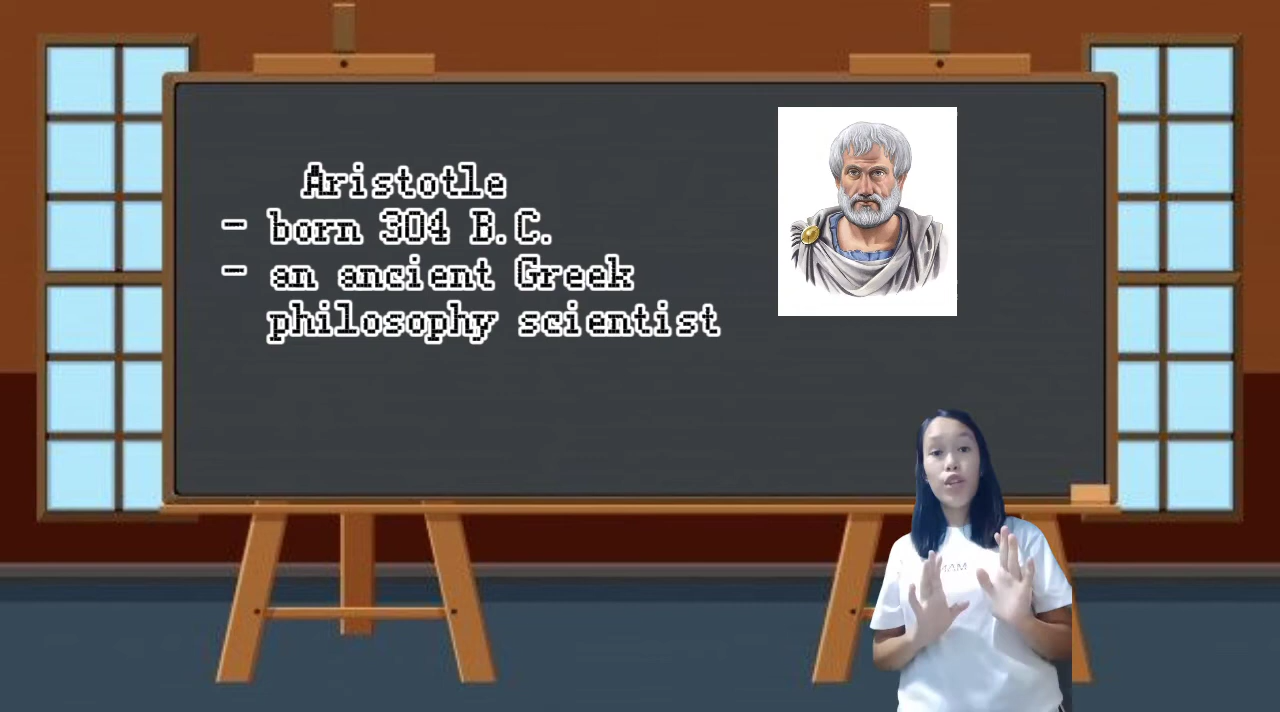 Aristotle
- born 304 B.C.
- an ancient Greek
philosophy scientist